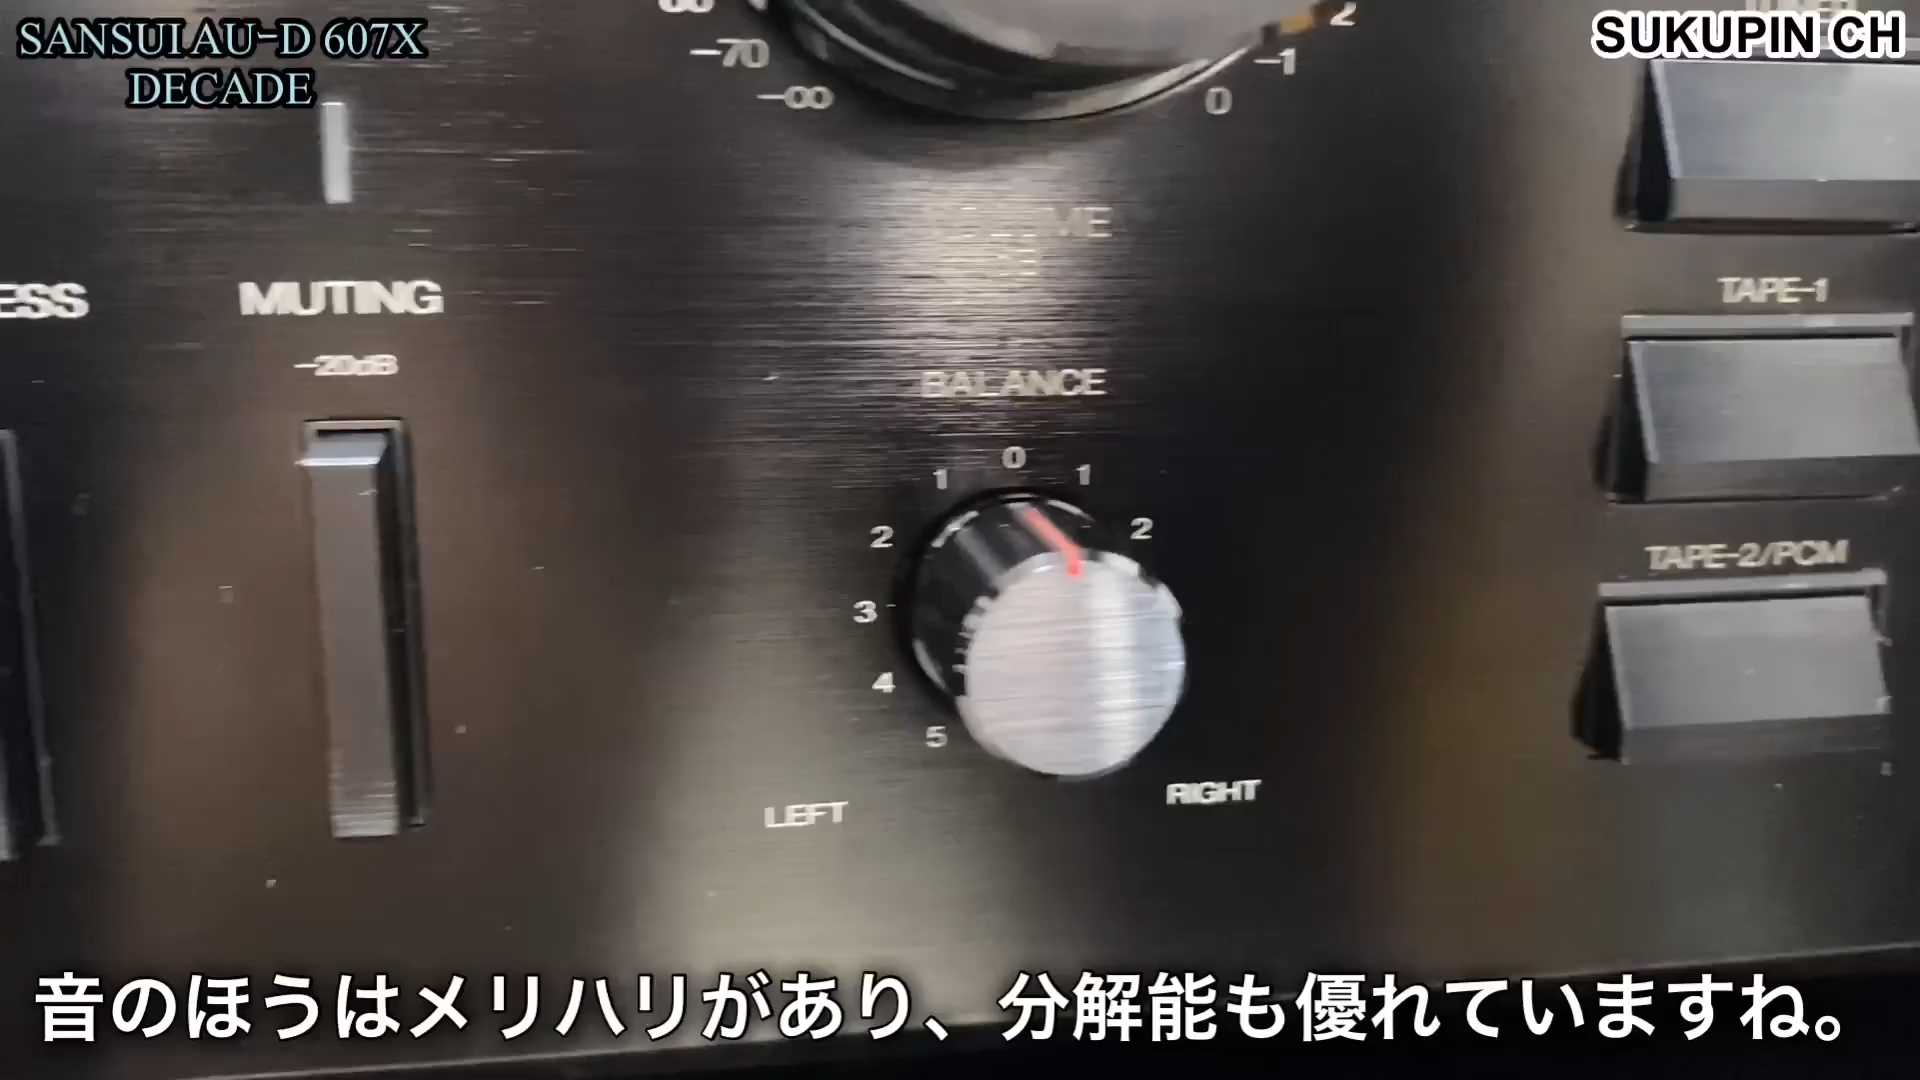 SANSUI AU-D 607X
DECADE
SUKUPIN CH
-70
-∞
2
-1
0
MUTING
-20dB
BALANCE
0
1
1
2
2
3
4
5
LEFT
RIGHT
TAPE-1
TAPE-2/PCM
音のほうはメリハリがあり、分解能も優れていますね。